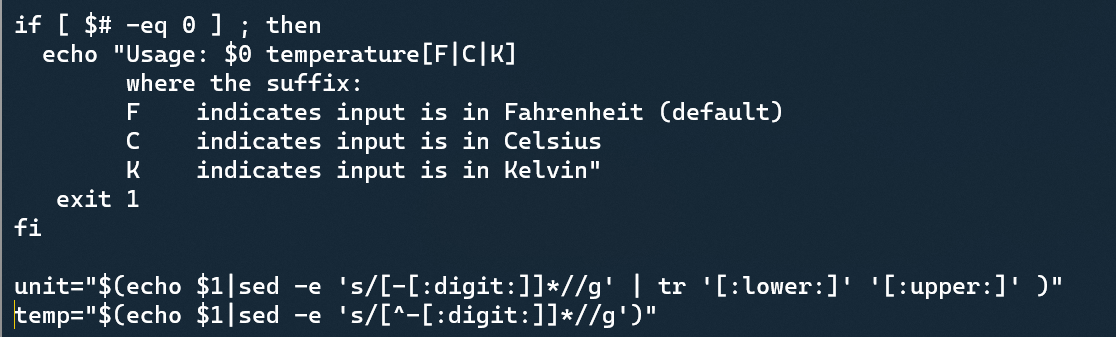 if [ $# -eq 0 ] ; then
  echo "Usage: $0 temperature[F|C|K]
        where the suffix:
        F    indicates input is in Fahrenheit (default)
        C    indicates input is in Celsius
        K    indicates input is in Kelvin"
   exit 1
fi

unit="$(echo $1|sed -e 's/[-[:digit:]]*//g' | tr '[:lower:]' '[:upper:]' )"
temp="$(echo $1|sed -e 's/[^-[:digit:]]*//g')"